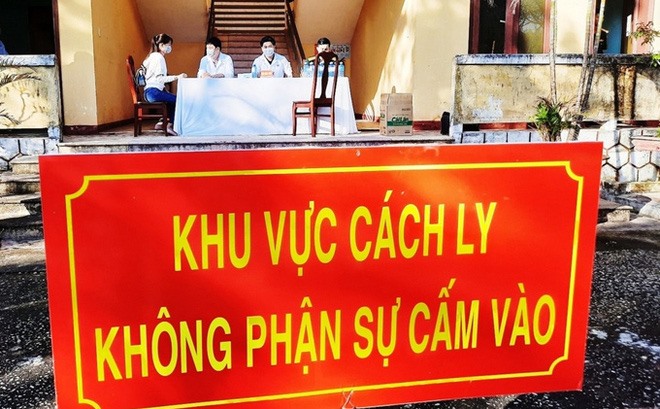 KHU VỰC CÁCH LY
KHÔNG PHẬN SỰ CẤM VÀO